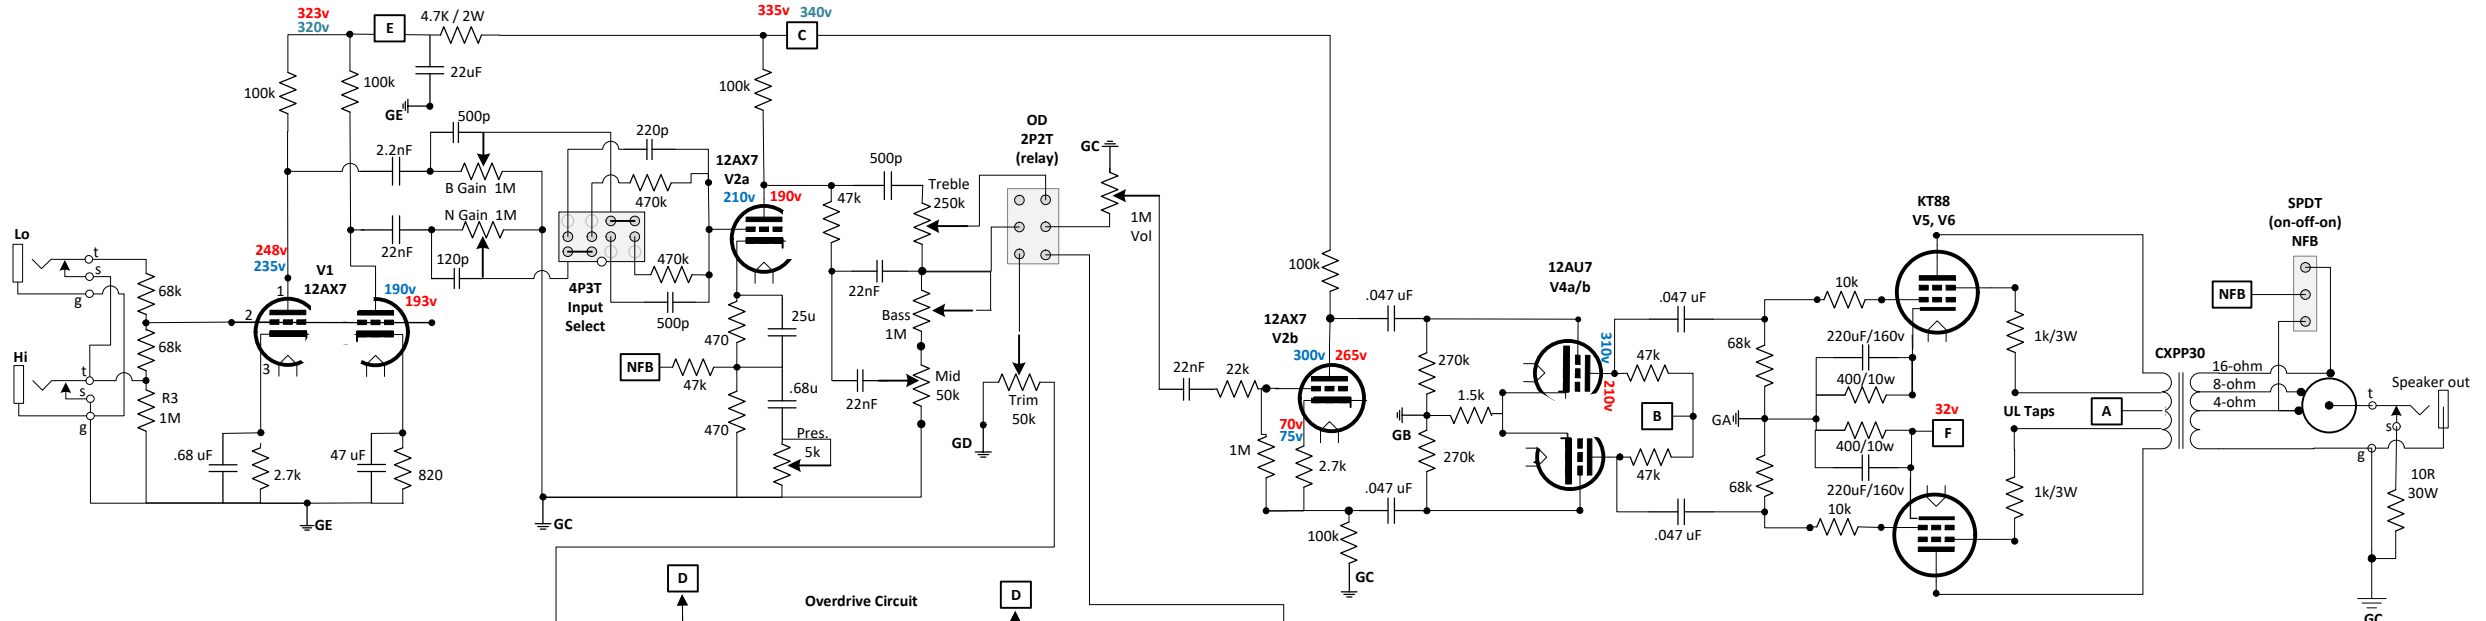 323v
320v
E
4.7K / 2W
335v
340v
C
100k
100k
22uF
GE
100k
500p
2.2nF
B Gain 1M
N Gain 1M
22nF
120p
220p
470k
470k
500p
4P3T
Input
Select
12AX7
V2a
210v
190v
500p
47k
Treble
250k
OD
2P2T
(relay)
GC
1M
Vol
Lo
t
s
g
68k
248v
235v
V1
12AX7
1
2
3
190v
193v
Hi
t
s
g
68k
R3
1M
.68 uF
2.7k
47 uF
820
GE
NFB
47k
470
25u
.68u
470
Pres.
5k
22nF
Bass
1M
22nF
Mid
50k
GC
Trim
50k
GD
22nF
22k
1M
100k
12AX7
V2b
300v
265v
70v
75v
2.7k
.047 uF
.047 uF
100k
GC
270k
270k
GB
1.5k
12AU7
V4a/b
310v
210v
47k
47k
B
.047 uF
.047 uF
68k
68k
GA
10k
10k
KT88
V5, V6
220uF/160v
400/10w
400/10w
220uF/160v
32v
F
1k/3W
UL Taps
1k/3W
A
CXPP30
16-ohm
8-ohm
4-ohm
SPDT
(on-off-on)
NFB
NFB
Speaker out
t
s
g
10R
30W
GC
D
Overdrive Circuit
D